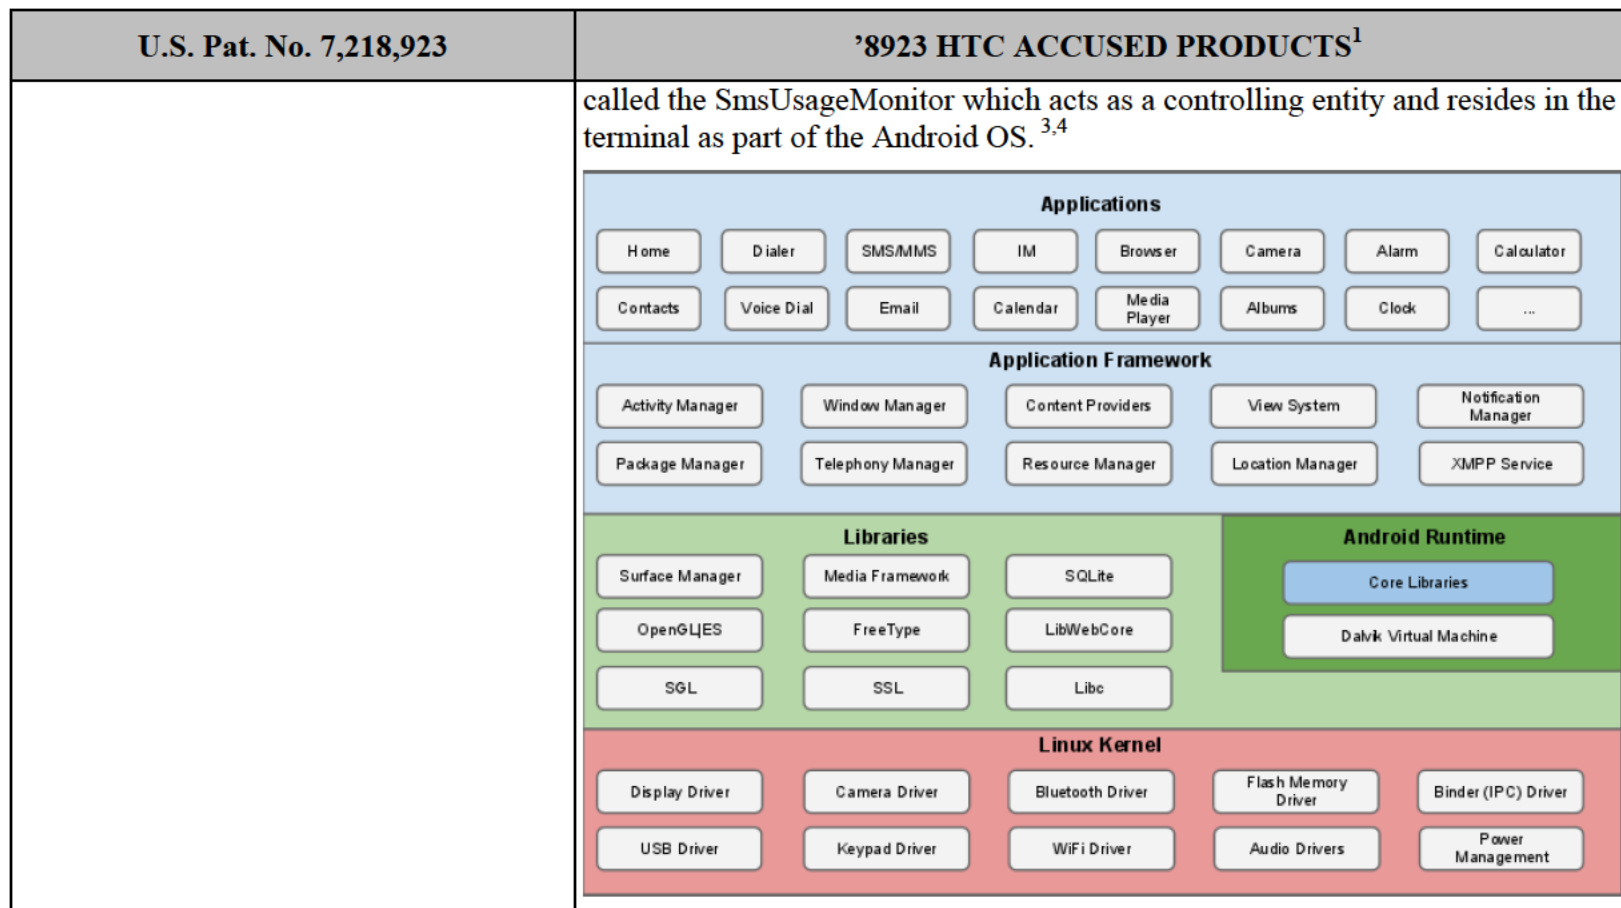 U.S. Pat. No. 7,218,923
’8923 HTC ACCUSED PRODUCTS1
called the SmsUsageMonitor which acts as a controlling entity and resides in the
terminal as part of the Android OS. 3,4
Applications
Home
Dialer
SMS/MMS
IM
Browser
Camera
Alarm
Calculator
Contacts
Voice Dial
Email
Calendar
Media
Player
Albums
Clock
...
Application Framework
Activity Manager
Window Manager
Content Providers
View System
Notification
Manager
Package Manager
Telephony Manager
Resource Manager
Location Manager
XMPP Service
Libraries
Surface Manager
Media Framework
SQLite
OpenGL|ES
FreeType
LibWebCore
SGL
SSL
Libc
Android Runtime
Core Libraries
Dalvik Virtual Machine
Linux Kernel
Display Driver
Camera Driver
Bluetooth Driver
Flash Memory
Driver
Binder (IPC) Driver
USB Driver
Keypad Driver
WiFi Driver
Audio Drivers
Power
Management